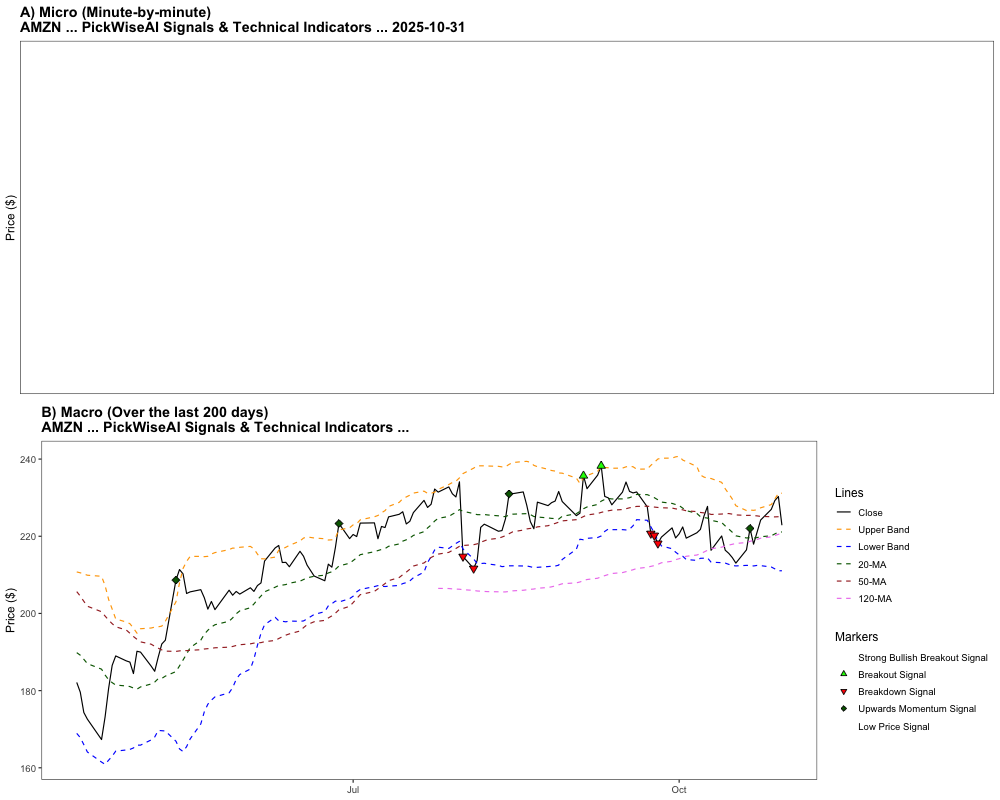 A) Micro (Minute-by-minute)
AMZN ... PickWiseAI Signals & Technical Indicators ... 2025-10-31
Price ($)
B) Macro (Over the last 200 days)
AMZN ... PickWiseAI Signals & Technical Indicators ...
Price ($)
240
220
200
180
160
Jul
Oct
Lines
Close
Upper Band
Lower Band
20-MA
50-MA
120-MA
Markers
Strong Bullish Breakout Signal
Breakout Signal
Breakdown Signal
Upwards Momentum Signal
Low Price Signal